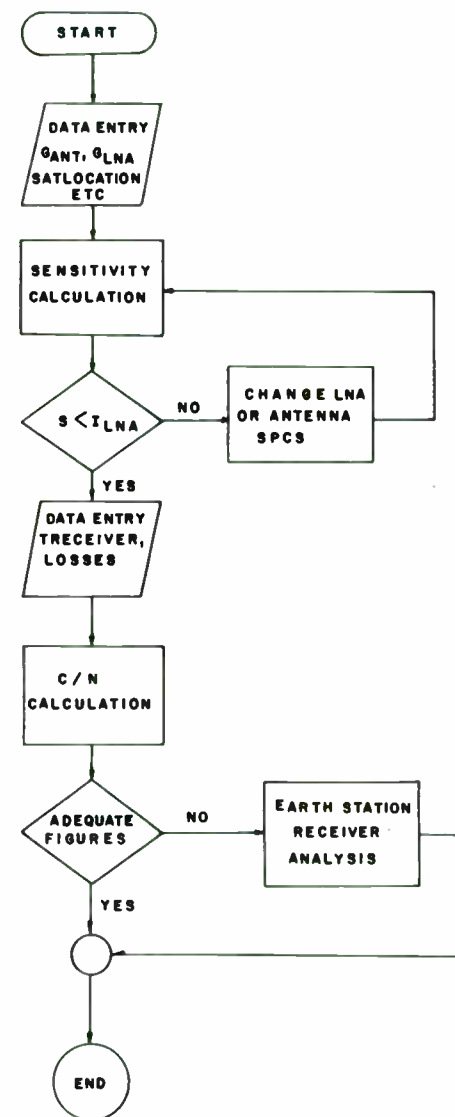 START
DATA ENTRY
GANT, GLNA
SATLOCATION
ETC
SENSITIVITY
CALCULATION
S < ILNA
NO
CHANGE LNA
OR ANTENNA
SPCS
YES
DATA ENTRY
TRECEIVER,
LOSSES
C/N
CALCULATION
ADEQUATE
FIGURES
NO
EARTH STATION
RECEIVER
ANALYSIS
YES
END